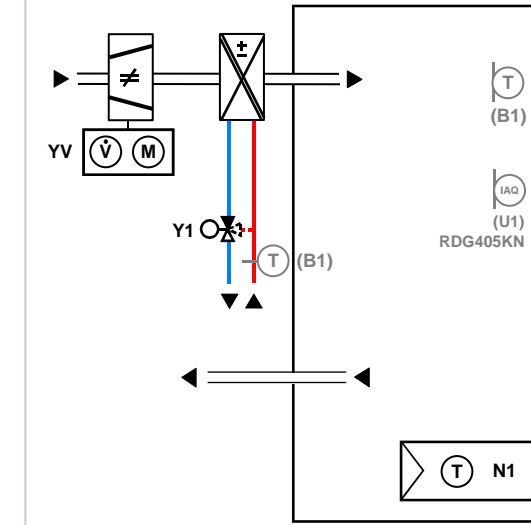 ±
≠
T
(B1)
YV
V̇
M
IAQ
(U1)
RDG405KN
Y1
T
(B1)
T
N1